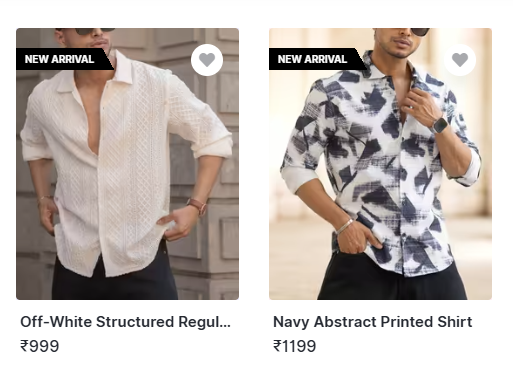 NEW ARRIVAL
NEW ARRIVAL
Off-White Structured Regul...
Navy Abstract Printed Shirt
₹999
₹1199